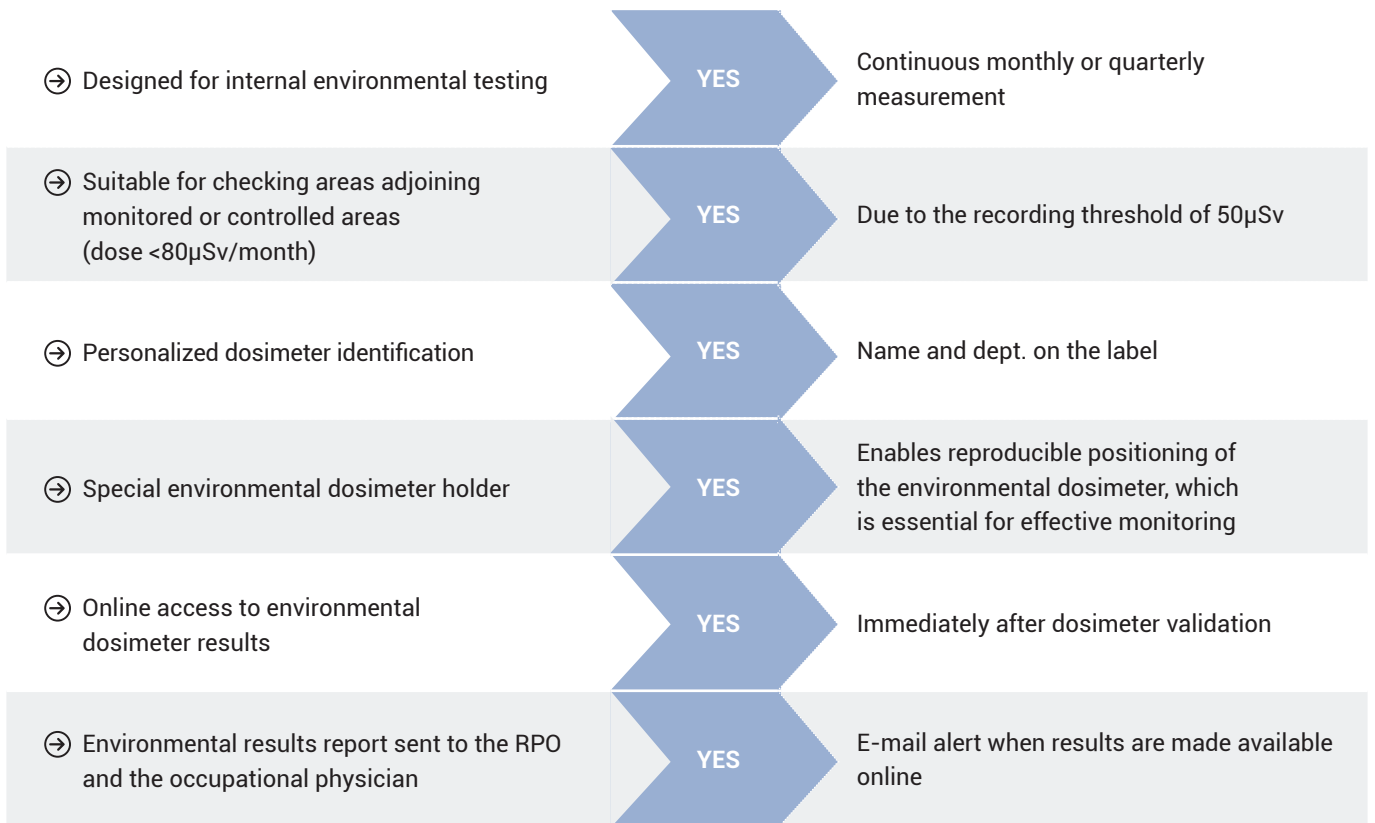 Designed for internal environmental testing
YES
Continuous monthly or quarterly
measurement
Suitable for checking areas adjoining
monitored or controlled areas
(dose <80µSv/month)
YES
Due to the recording threshold of 50µSv
Personalized dosimeter identification
YES
Name and dept. on the label
Special environmental dosimeter holder
YES
Enables reproducible positioning of
the environmental dosimeter, which
is essential for effective monitoring
Online access to environmental
dosimeter results
YES
Immediately after dosimeter validation
Environmental results report sent to the RPO
and the occupational physician
YES
E-mail alert when results are made available
online